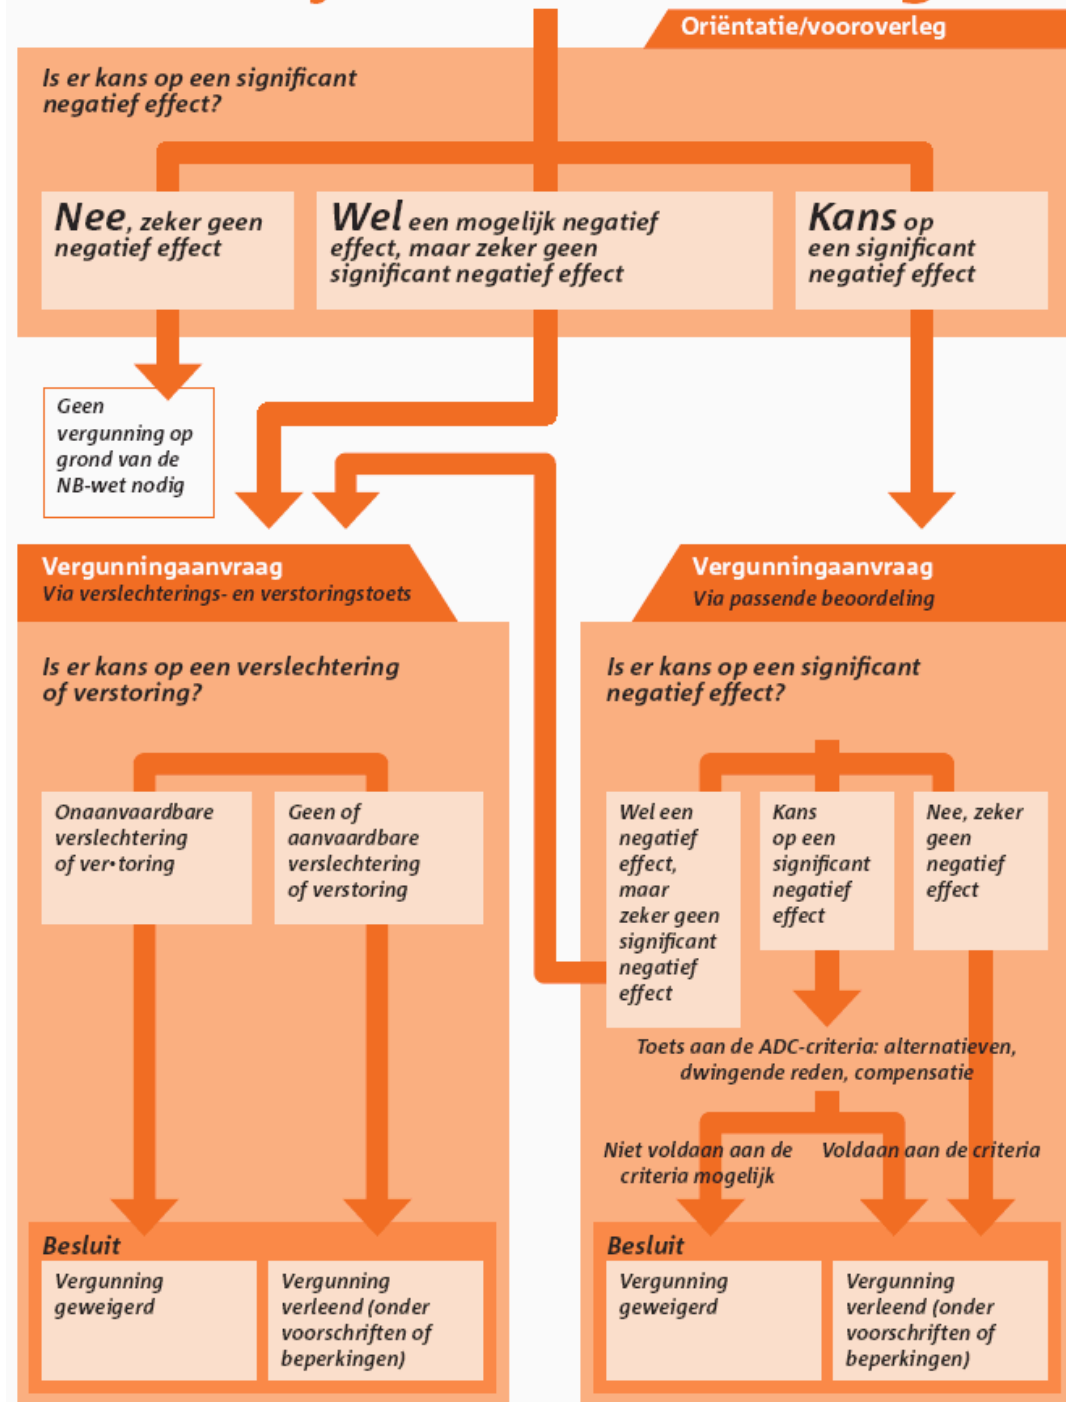 Oriëntatie/vooroverleg
Is er kans op een significant
negatief effect?
Nee, zeker geen
negatief effect
Wel een mogelijk negatief
effect, maar zeker geen
significant negatief effect
Kans op
een significant
negatief effect
Geen
vergunning op
grond van de
NB-wet nodig
Vergunningaanvraag
Via verslechterings- en verstoringstoets
Is er kans op een verslechtering
of verstoring?
Onaanvaardbare
verslechtering
of ver•toring
Geen of
aanvaardbare
verslechtering
of verstoring
Besluit
Vergunning
geweigerd
Vergunning
verleend (onder
voorschriften of
beperkingen)
Vergunningaanvraag
Via passende beoordeling
Is er kans op een significant
negatief effect?
Wel een
negatief
effect,
maar
zeker geen
significant
negatief
effect
Kans
op een
significant
negatief
effect
Nee, zeker
geen
negatief
effect
Toets aan de ADC-criteria: alternatieven,
dwingende reden, compensatie
Niet voldaan aan de
criteria mogelijk
Voldaan aan de criteria
Besluit
Vergunning
geweigerd
Vergunning
verleend (onder
voorschriften of
beperkingen)